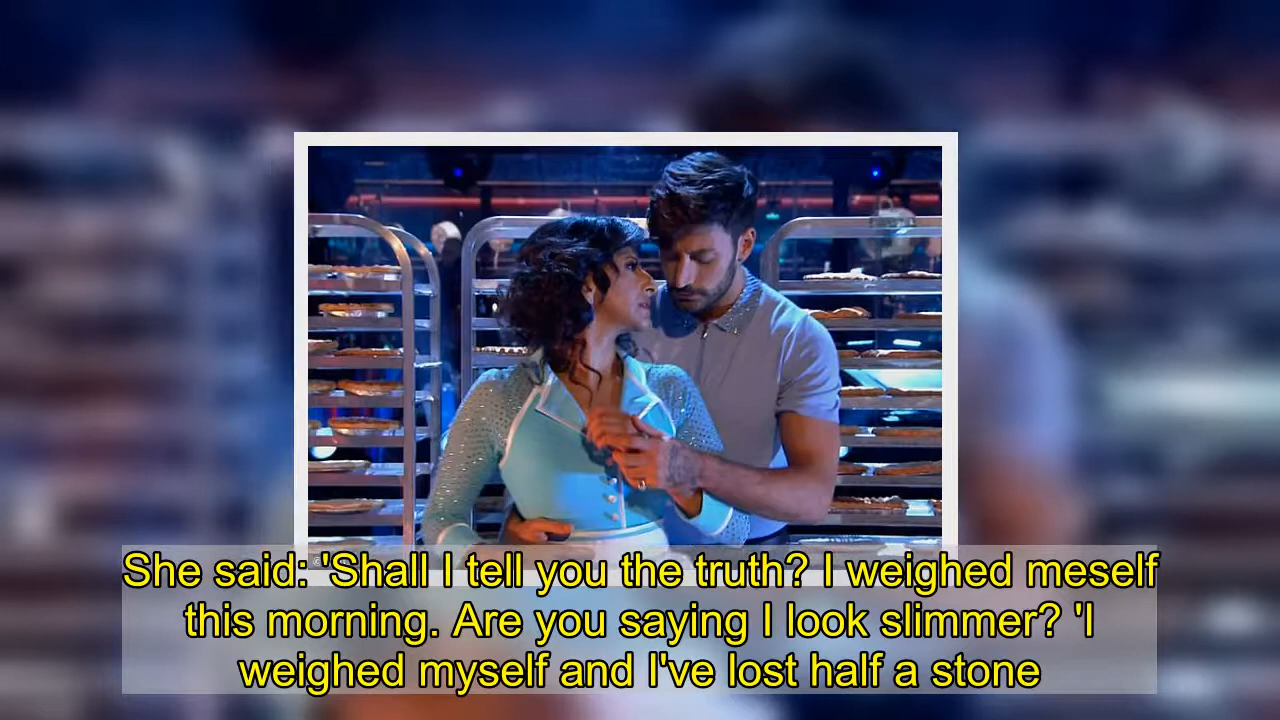 She said: 'Shall I tell you the truth? I weighed meself
this morning. Are you saying I look slimmer? 'I
weighed myself and I've lost half a stone